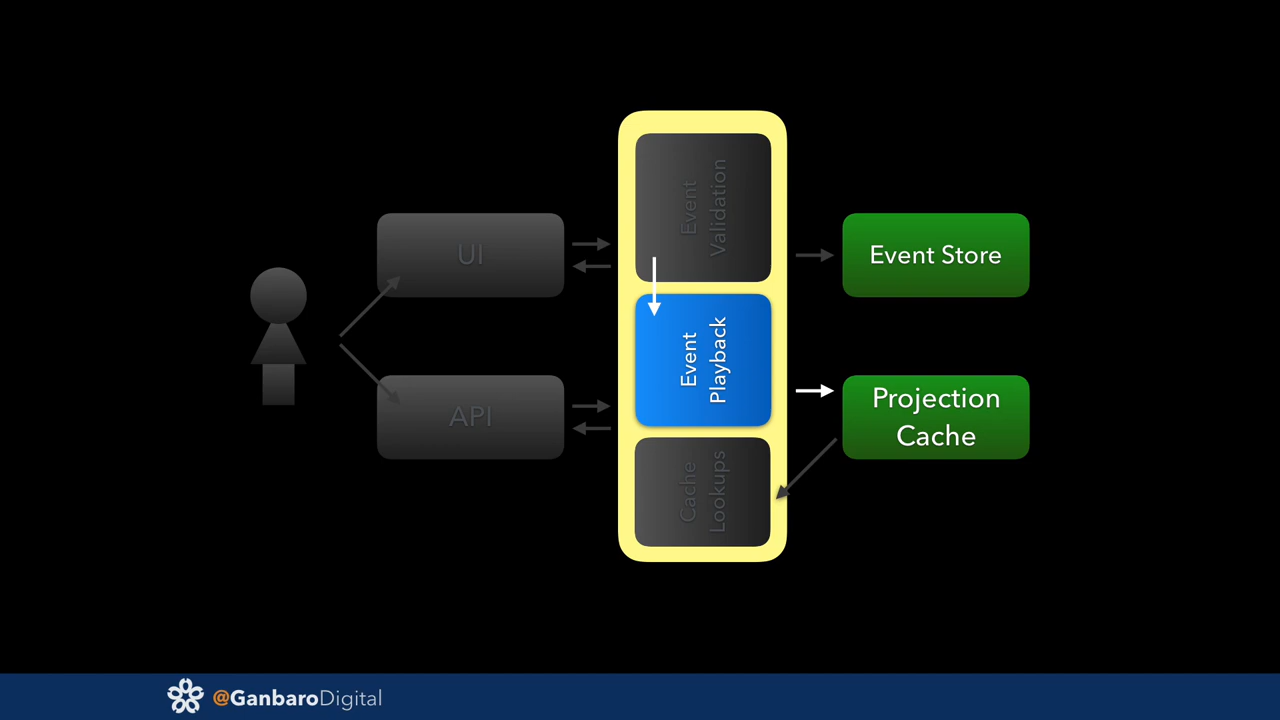 Event
Validation
UI
Event Store
Event
Playback
API
Projection
Cache
Cache
Lookups
@GanbaroDigital